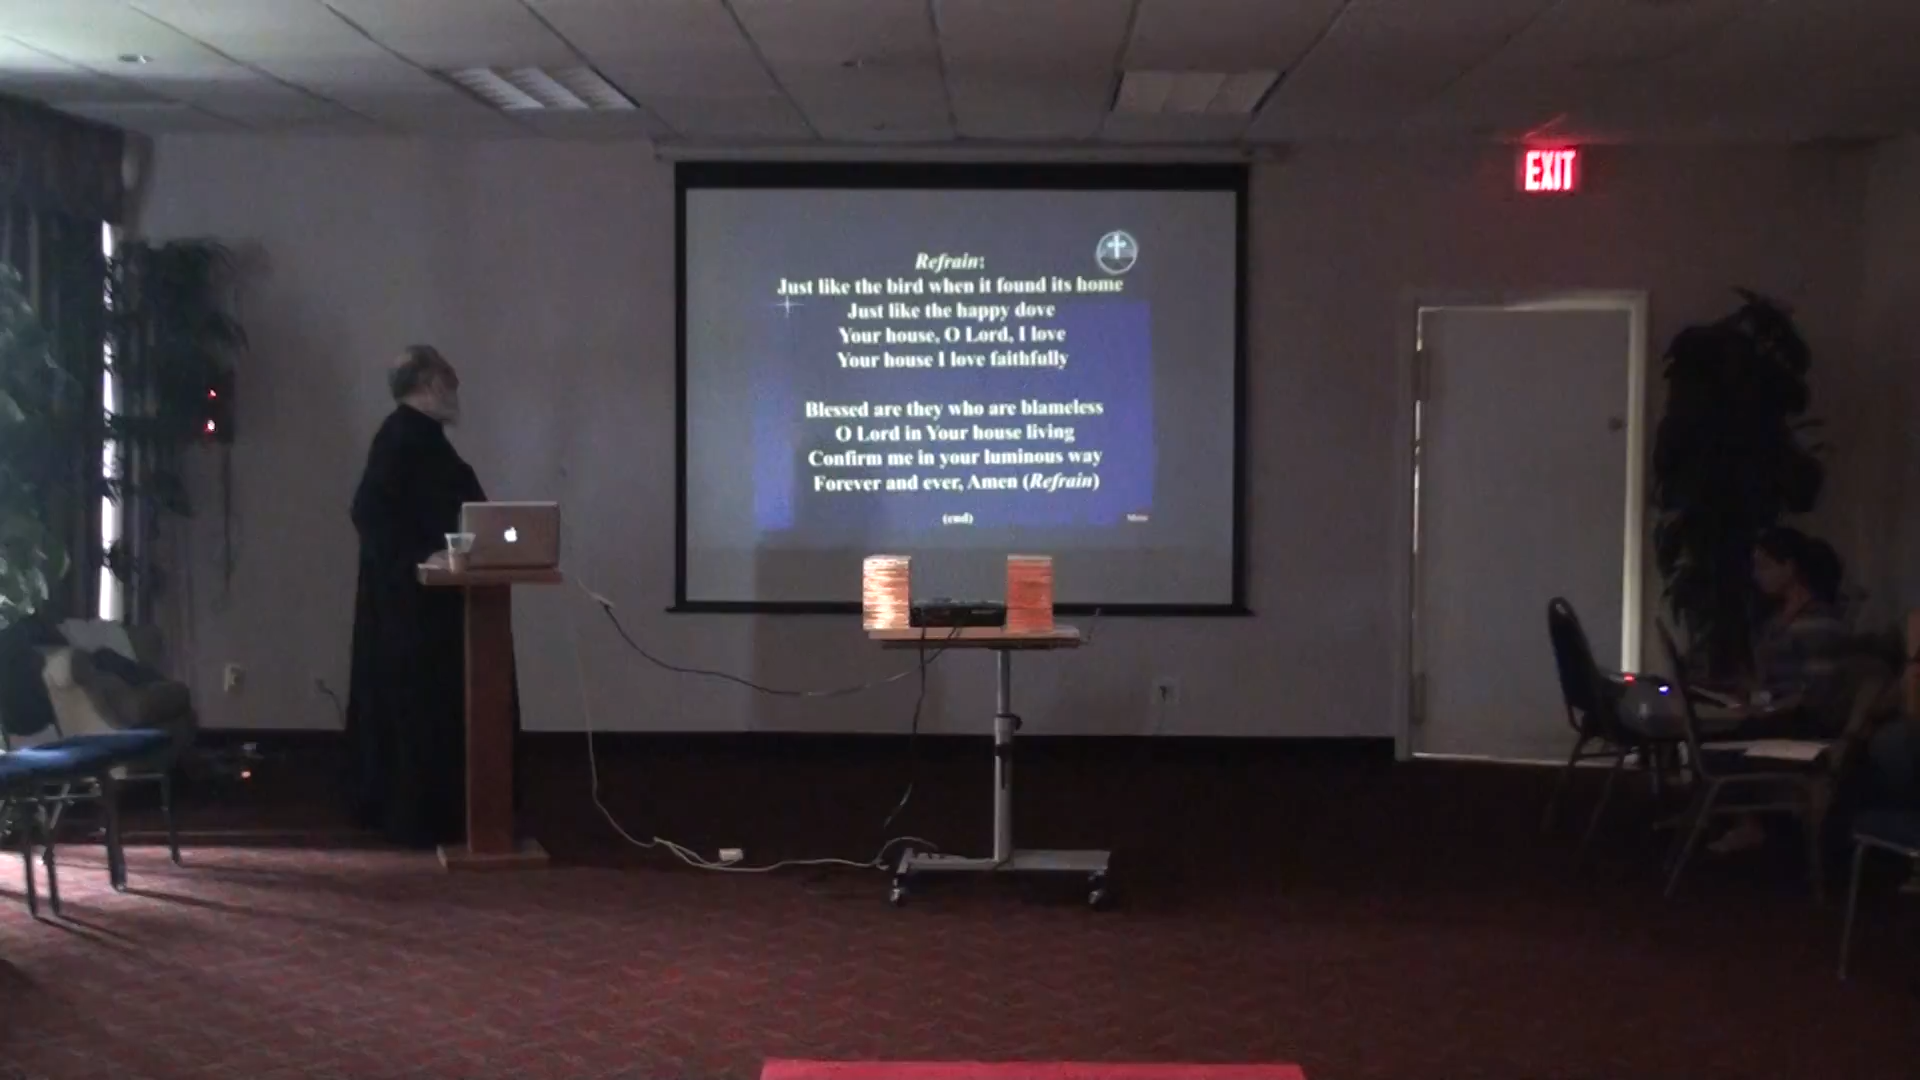 EXIT
Refrain:
Just like the bird when it found its home
Just like the happy dove
Your house, O Lord, I love
Your house I love faithfully
Blessed are they who are blameless
O Lord in Your house living
Confirm me in your luminous way
Forever and ever, Amen (Refrain)
(end)
Menu